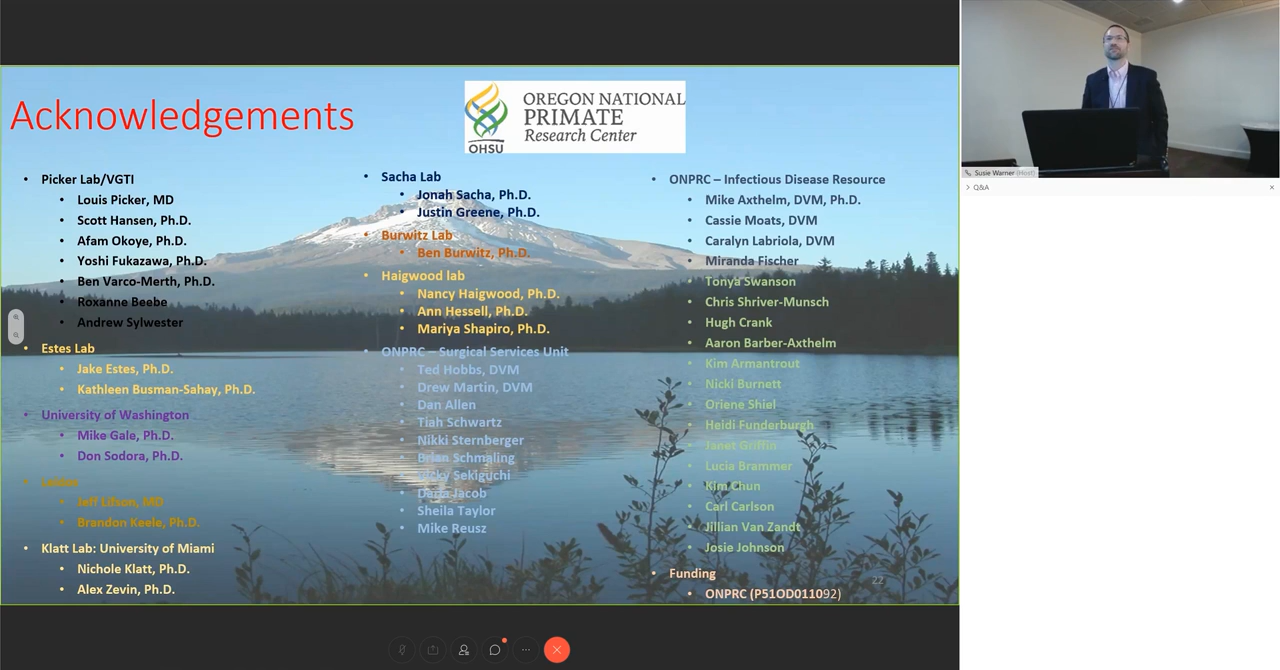 Acknowledgements
OREGON NATIONAL
PRIMATE
Research Center
OHSU
• Picker Lab/VGTI
• Louis Picker, MD
• Scott Hansen, Ph.D.
• Afam Okoye, Ph.D.
• Yoshi Fukazawa, Ph.D.
• Ben Varco-Merth, Ph.D.
• Roxanne Beebe
• Andrew Sylwester
• Estes Lab
• Jake Estes, Ph.D.
• Kathleen Busman-Sahay, Ph.D.
• University of Washington
• Mike Gale, Ph.D.
• Don Sodora, Ph.D.
• Jeff Lifson, MD
• Brandon Keele, Ph.D.
• Klatt Lab: University of Miami
• Nichole Klatt, Ph.D.
• Alex Zevin, Ph.D.
• Sacha Lab
• Jonah Sacha, Ph.D.
• Justin Greene, Ph.D.
• Burwitz Lab
• Ben Burwitz, Ph.D.
• Haigwood lab
• Nancy Haigwood, Ph.D.
• Ann Hessell, Ph.D.
• Mariya Shapiro, Ph.D.
• ONPRC – Surgical Services Unit
• Ted Hobbs, DVM
• Drew Martin, DVM
• Dan Allen
• Tiah Schwartz
• Nikki Sternberger
• Brian Schmaling
• Vicky Sekiguchi
• Dana Jacob
• Sheila Taylor
• Mike Reusz
• ONPRC – Infectious Disease Resource
• Mike Axthelm, DVM, Ph.D.
• Cassie Moats, DVM
• Caralyn Labriola, DVM
• Miranda Fischer
• Tonya Swanson
• Chris Shriver-Munsch
• Hugh Crank
• Aaron Barber-Axthelm
• Kim Armantrout
• Nicki Burnett
• Oriene Shiel
• Heidi Funderburgh
• Janet Griffin
• Lucia Brammer
• Kim Chun
• Carl Carlson
• Jillian Van Zandt
• Josie Johnson
• Funding
• ONPRC (P51OD011092)
22
Susie Warner (Host)
Q&A